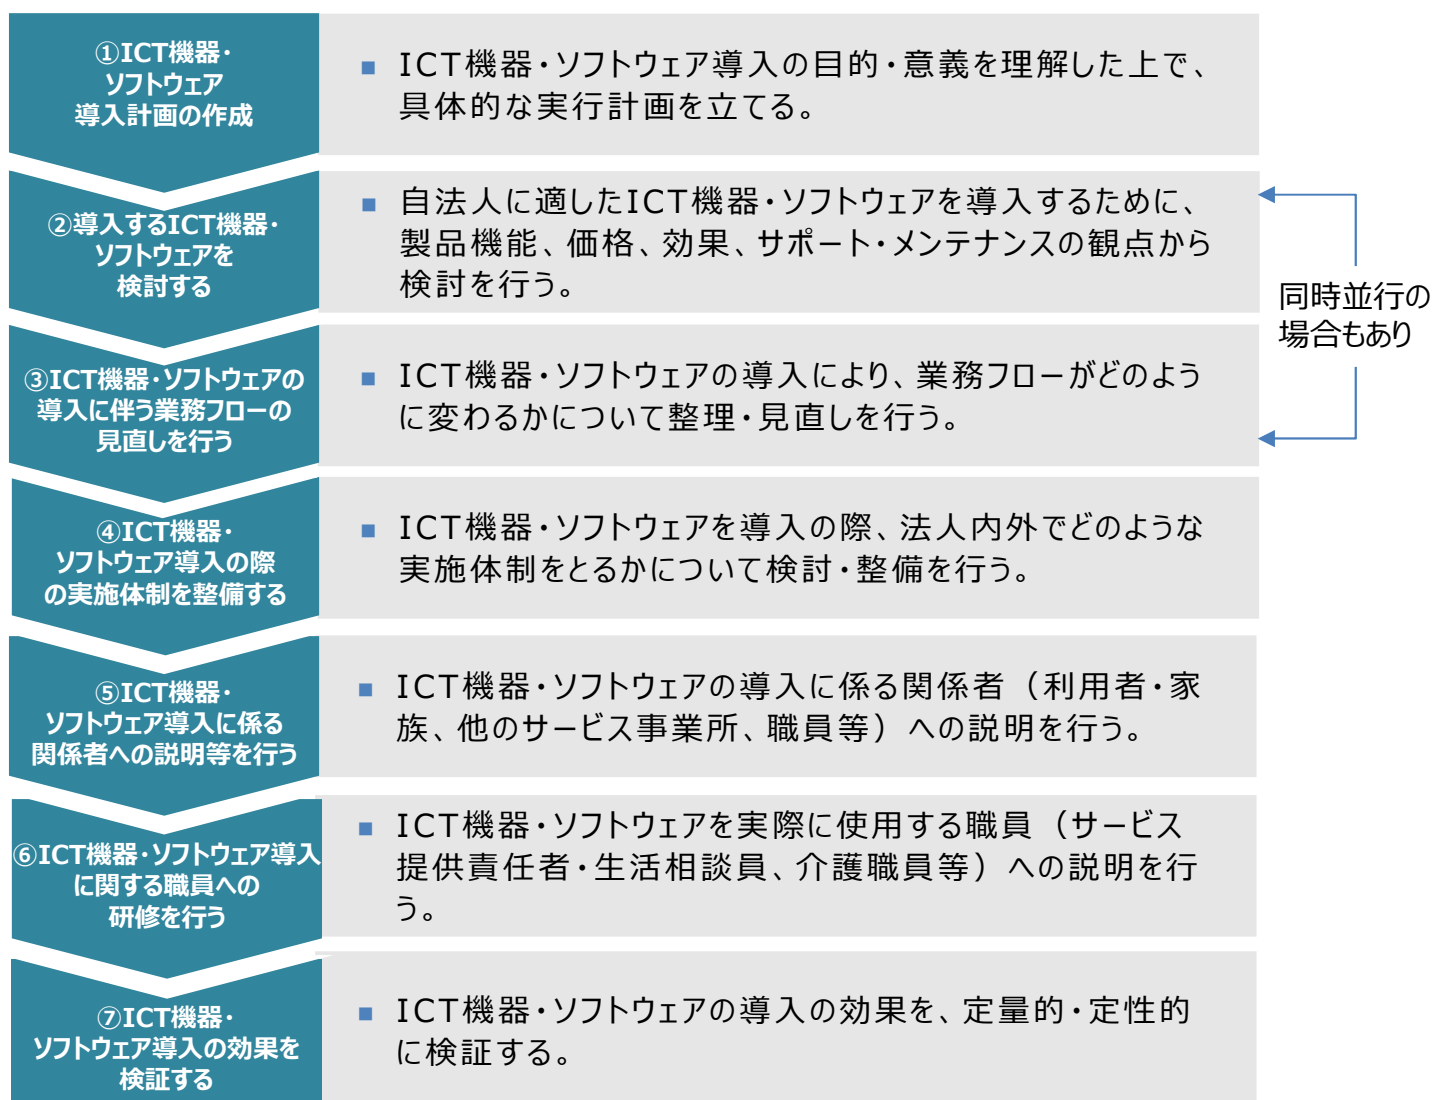 ①ICT機器・
ソフトウェア
導入計画の作成
■ ICT機器・ソフトウェア導入の目的・意義を理解した上で、
具体的な実行計画を立てる。
②導入するICT機器・
ソフトウェアを
検討する
■ 自法人に適したICT機器・ソフトウェアを導入するために、
製品機能、価格、効果、サポート・メンテナンスの観点から
検討を行う。
③ICT機器・ソフトウェアの
導入に伴う業務フローの
見直しを行う
■ ICT機器・ソフトウェアの導入により、業務フローがどのよう
に変わるかについて整理・見直しを行う。
同時並行の
場合もあり
④ICT機器・
ソフトウェア導入の際
の実施体制を整備する
■ ICT機器・ソフトウェアを導入の際、法人内外でどのような
実施体制をとるかについて検討・整備を行う。
⑤ICT機器・
ソフトウェア導入に係る
関係者への説明等を行う
■ ICT機器・ソフトウェアの導入に係る関係者（利用者・家
族、他のサービス事業所、職員等）への説明を行う。
⑥ICT機器・ソフトウェア導入
に関する職員への
研修を行う
■ ICT機器・ソフトウェアを実際に使用する職員（サービス
提供責任者・生活相談員、介護職員等）への説明を行
う。
⑦ICT機器・
ソフトウェア導入の効果を
検証する
■ ICT機器・ソフトウェアの導入の効果を、定量的・定性的
に検証する。